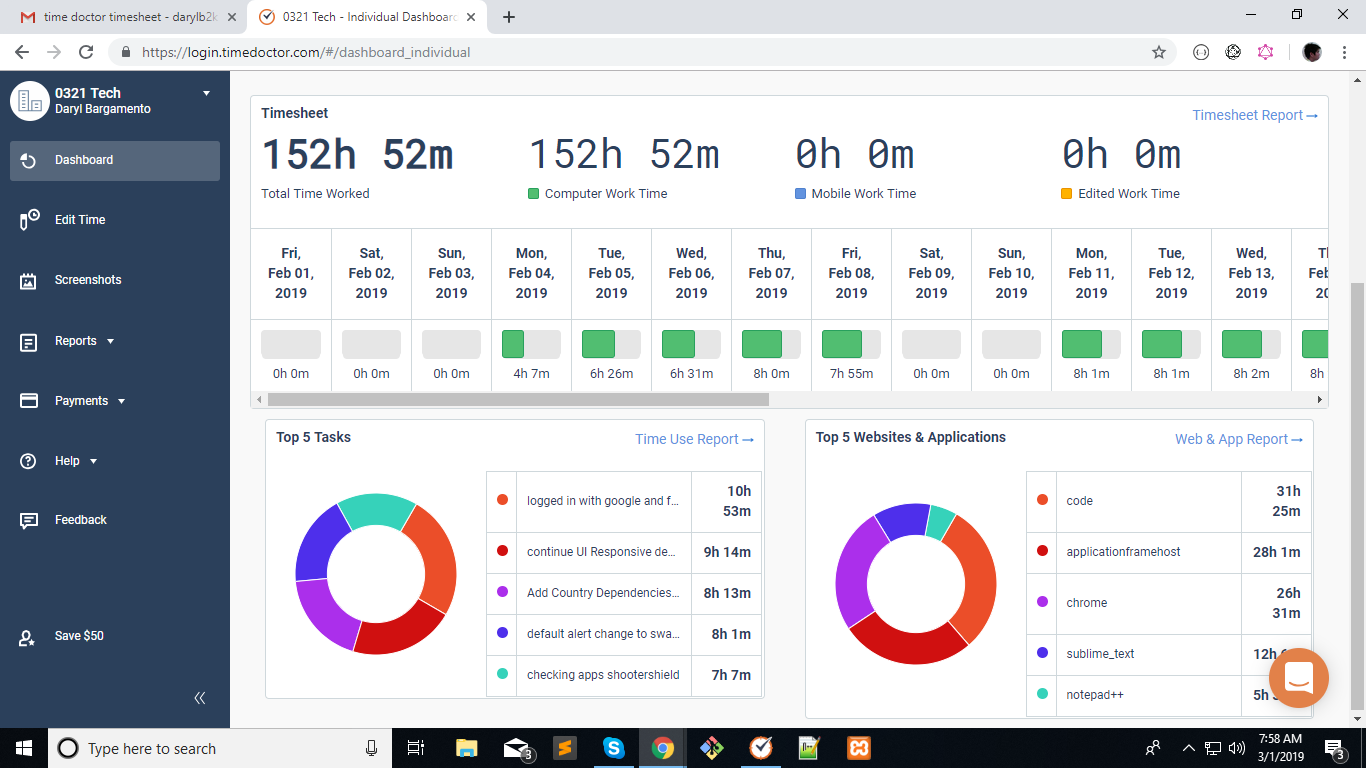 time doctor timesheet - darylb2k
0321 Tech - Individual Dashboard
https://login.timedoctor.com/#/dashboard_individual
0321 Tech
Daryl Bargamento
Dashboard
Edit Time
Screenshots
Reports
Payments
Help
Feedback
Save $50
Timesheet
Timesheet Report→
152h 52m 152h 52m 0h 0m 0h 0m
Total Time Worked Computer Work Time Mobile Work Time Edited Work Time
Fri, Sat, Sun, Mon, Tue, Wed, Thu, Fri, Sat, Sun, Mon, Tue, Wed,
Feb 01, Feb 02, Feb 03, Feb 04, Feb 05, Feb 06, Feb 07, Feb 08, Feb 09, Feb 10, Feb 11, Feb 12, Feb 13, Feb
2019 2019 2019 2019 2019 2019 2019 2019 2019 2019 2019 2019 2019
0h 0m 0h 0m 0h 0m 4h 7m 6h 26m 6h 31m 8h 0m 7h 55m 0h 0m 0h 0m 8h 1m 8h 1m 8h 2m 8h
Top 5 Tasks
Time Use Report→
logged in with google and f... 10h
53m
continue UI Responsive de... 9h 14m
Add Country Dependencies... 8h 13m
default alert change to swa... 8h 1m
checking apps shootershield 7h 7m
Top 5 Websites & Applications
Web & App Report→
code 31h
25m
applicationframehost 28h 1m
chrome 26h
31m
sublime_text 12h
notepad++ 5h
Type here to search
3
7:58 AM
3/1/2019
3